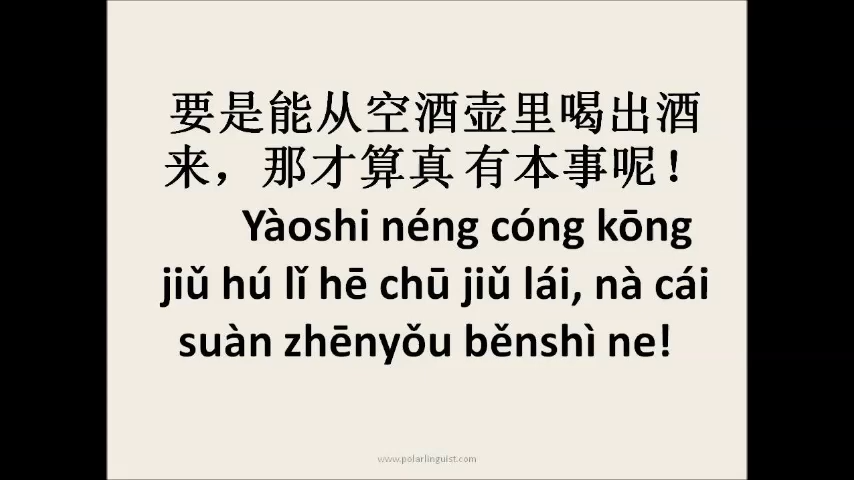 要是能从空酒壶里喝出酒
来，那才算真有本事呢！
Yàoshi néng cóng kōng
jiǔ hú lǐ hē chū jiǔ lái, nà cái
suàn zhēnyǒu běnshì ne!
www.polarlinguist.com